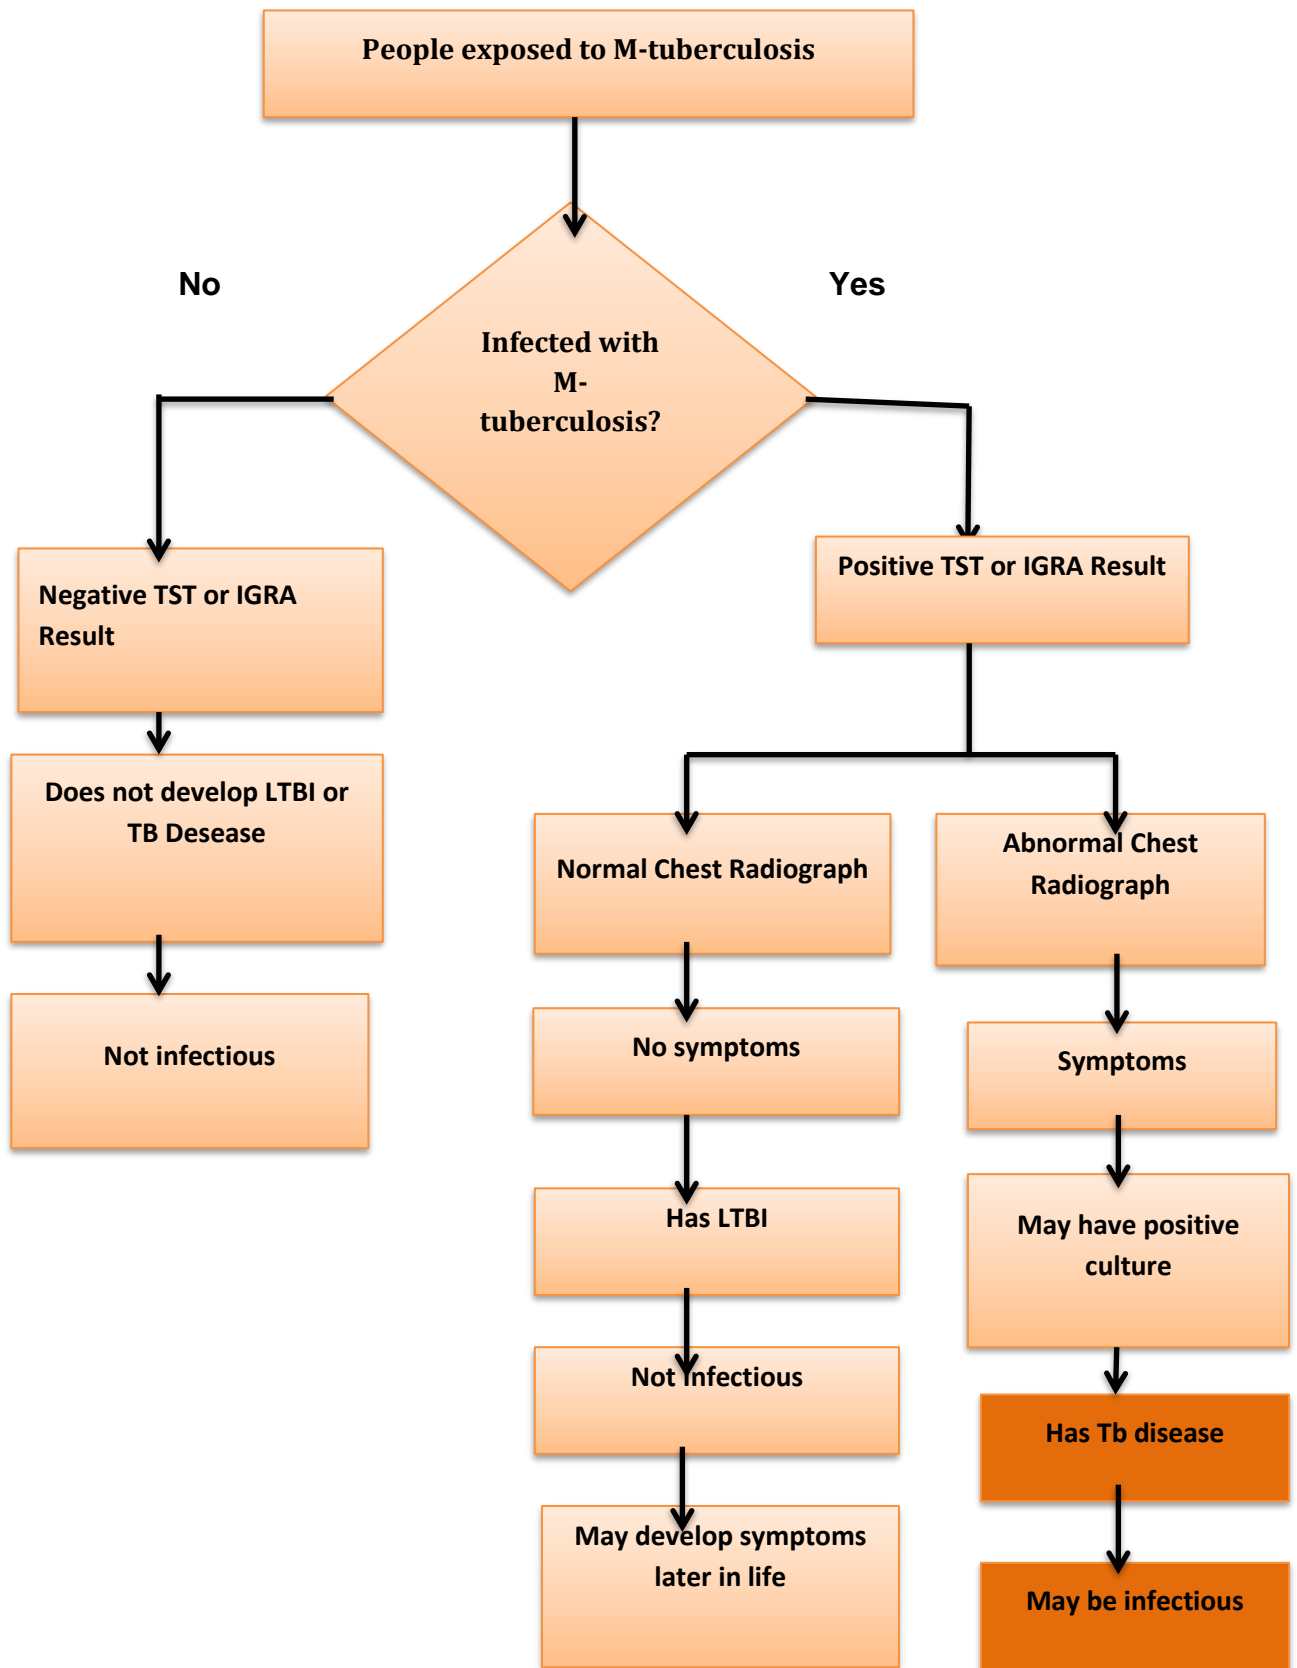 People exposed to M-tuberculosis
No
Yes
Infected with
M-
tuberculosis?
Negative TST or IGRA
Result
Positive TST or IGRA Result
Does not develop LTBI or
TB Desease
Not infectious
Normal Chest Radiograph
No symptoms
Has LTBI
Not Infectious
May develop symptoms
later in life
Abnormal Chest
Radiograph
Symptoms
May have positive
culture
Has Tb disease
May be infectious